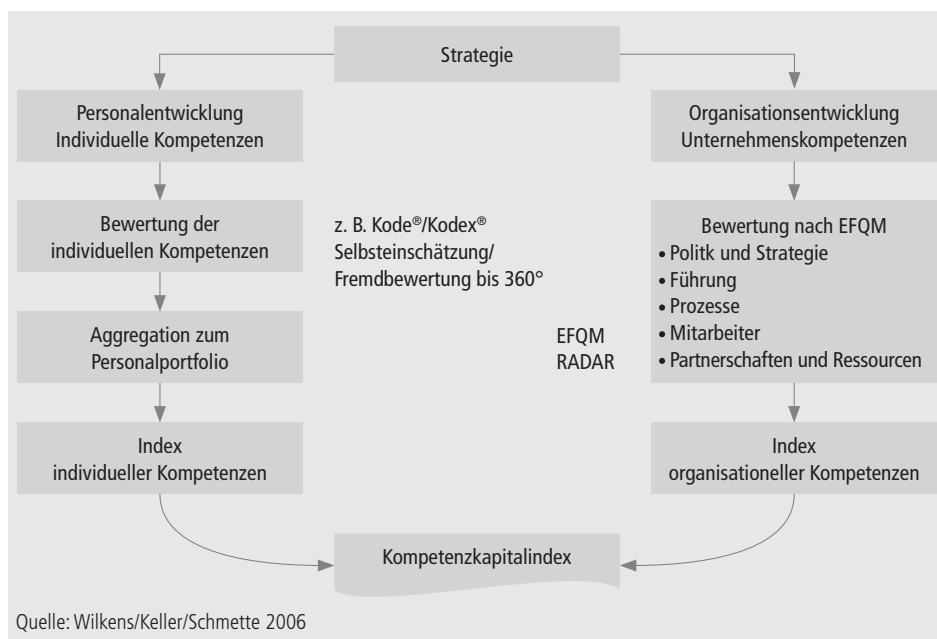 Strategie
Personalentwicklung
Individuelle Kompetenzen
Organisationsentwicklung
Unternehmenskompetenzen
Bewertung der
individuellen Kompetenzen
z. B. Kode®/Kodex®
Selbsteinschätzung/
Fremdbewertung bis 360°
Bewertung nach EFQM
• Politk und Strategie
• Führung
• Prozesse
• Mitarbeiter
• Partnerschaften und Ressourcen
Aggregation zum
Personalportfolio
EFQM
RADAR
Index
individueller Kompetenzen
Index
organisationeller Kompetenzen
Kompetenzkapitalindex
Quelle: Wilkens/Keller/Schmette 2006